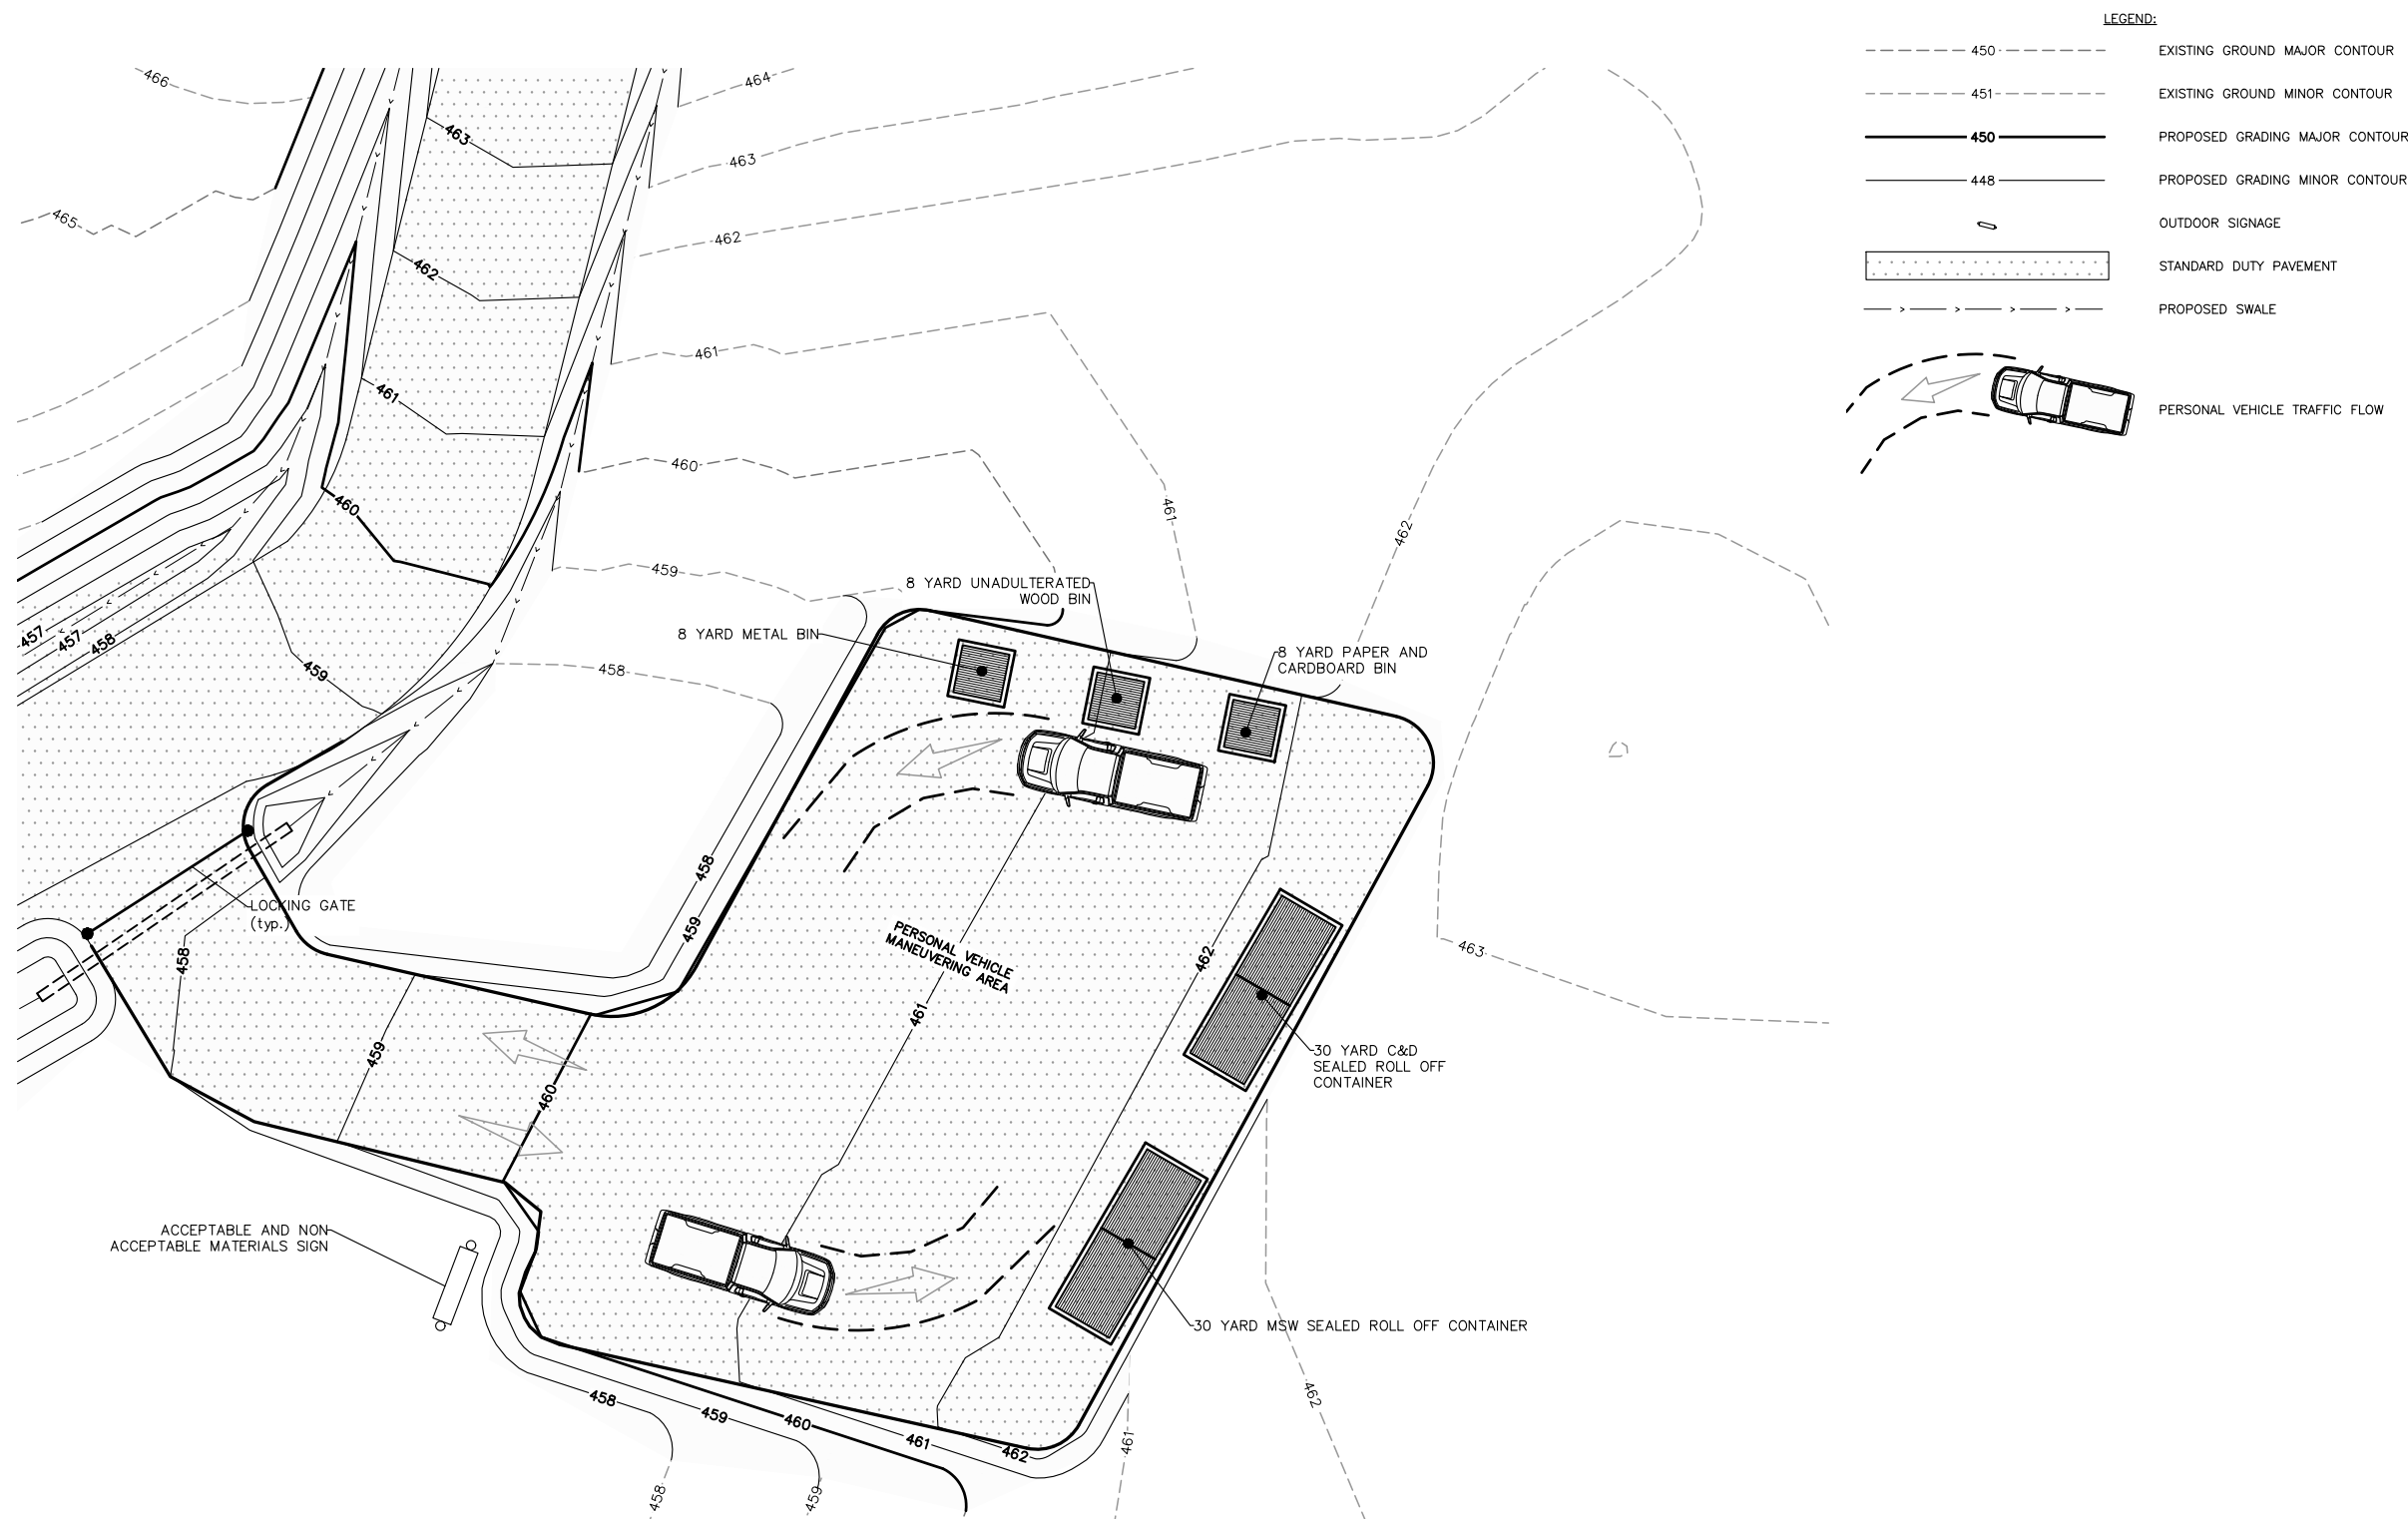 LEGEND:
450
EXISTING GROUND MAJOR CONTOUR
451
EXISTING GROUND MINOR CONTOUR
450
PROPOSED GRADING MAJOR CONTOUR
448
PROPOSED GRADING MINOR CONTOUR
OUTDOOR SIGNAGE
STANDARD DUTY PAVEMENT
PROPOSED SWALE
PERSONAL VEHICLE TRAFFIC FLOW
466
464
463
463
465
462
462
461
461
460
460
461
462
459
8 YARD UNADULTERATED
WOOD BIN
8 YARD METAL BIN
8 YARD PAPER AND
CARDBOARD BIN
457
457
458
459
458
458
459
LOCKING GATE
(typ.)
458
PERSONAL VEHICLE
MANEUVERING AREA
462
463
461
459
460
30 YARD C&D
SEALED ROLL OFF
CONTAINER
ACCEPTABLE AND NON
ACCEPTABLE MATERIALS SIGN
30 YARD MSW SEALED ROLL OFF CONTAINER
458
459
460
461
462
461
462
458
459